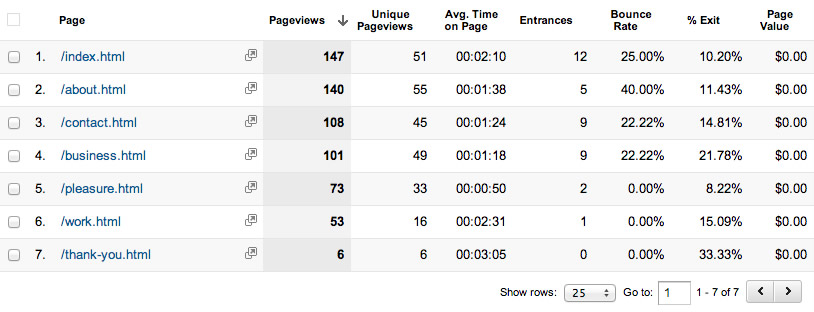 Page Pageviews Unique Pageviews Avg. Time on Page Entrances Bounce Rate % Exit Page Value
1. /index.html 147 51 00:02:10 12 25.00% 10.20% $0.00
2. /about.html 140 55 00:01:38 5 40.00% 11.43% $0.00
3. /contact.html 108 45 00:01:24 9 22.22% 14.81% $0.00
4. /business.html 101 49 00:01:18 9 22.22% 21.78% $0.00
5. /pleasure.html 73 33 00:00:50 2 0.00% 8.22% $0.00
6. /work.html 53 16 00:02:31 1 0.00% 15.09% $0.00
7. /thank-you.html 6 6 00:03:05 0 0.00% 33.33% $0.00
Show rows: 25 Go to: 1 1 - 7 of 7